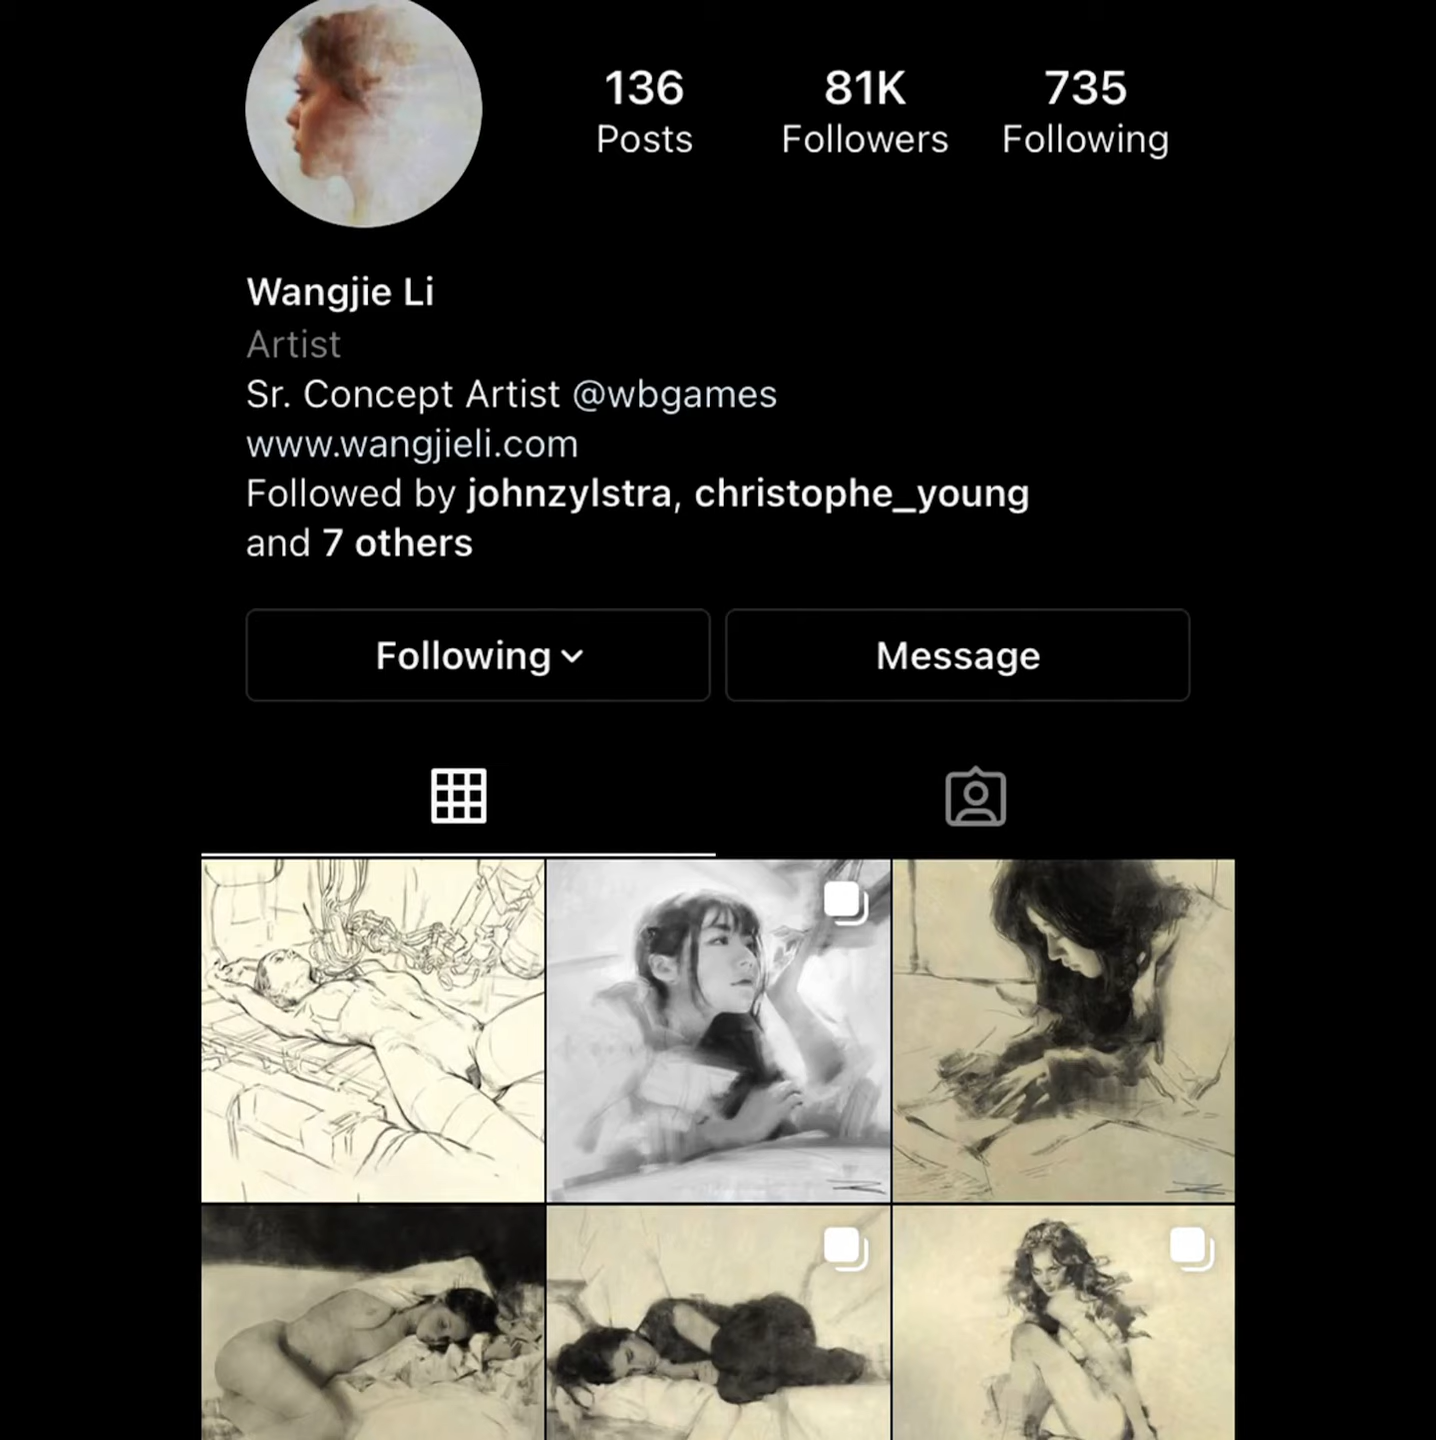 136 81K 735
Posts Followers Following
Wangjie Li
Artist
Sr. Concept Artist @wbgames
www.wangjieli.com
Followed by johnzylstra, christophe_young
and 7 others
Following Message